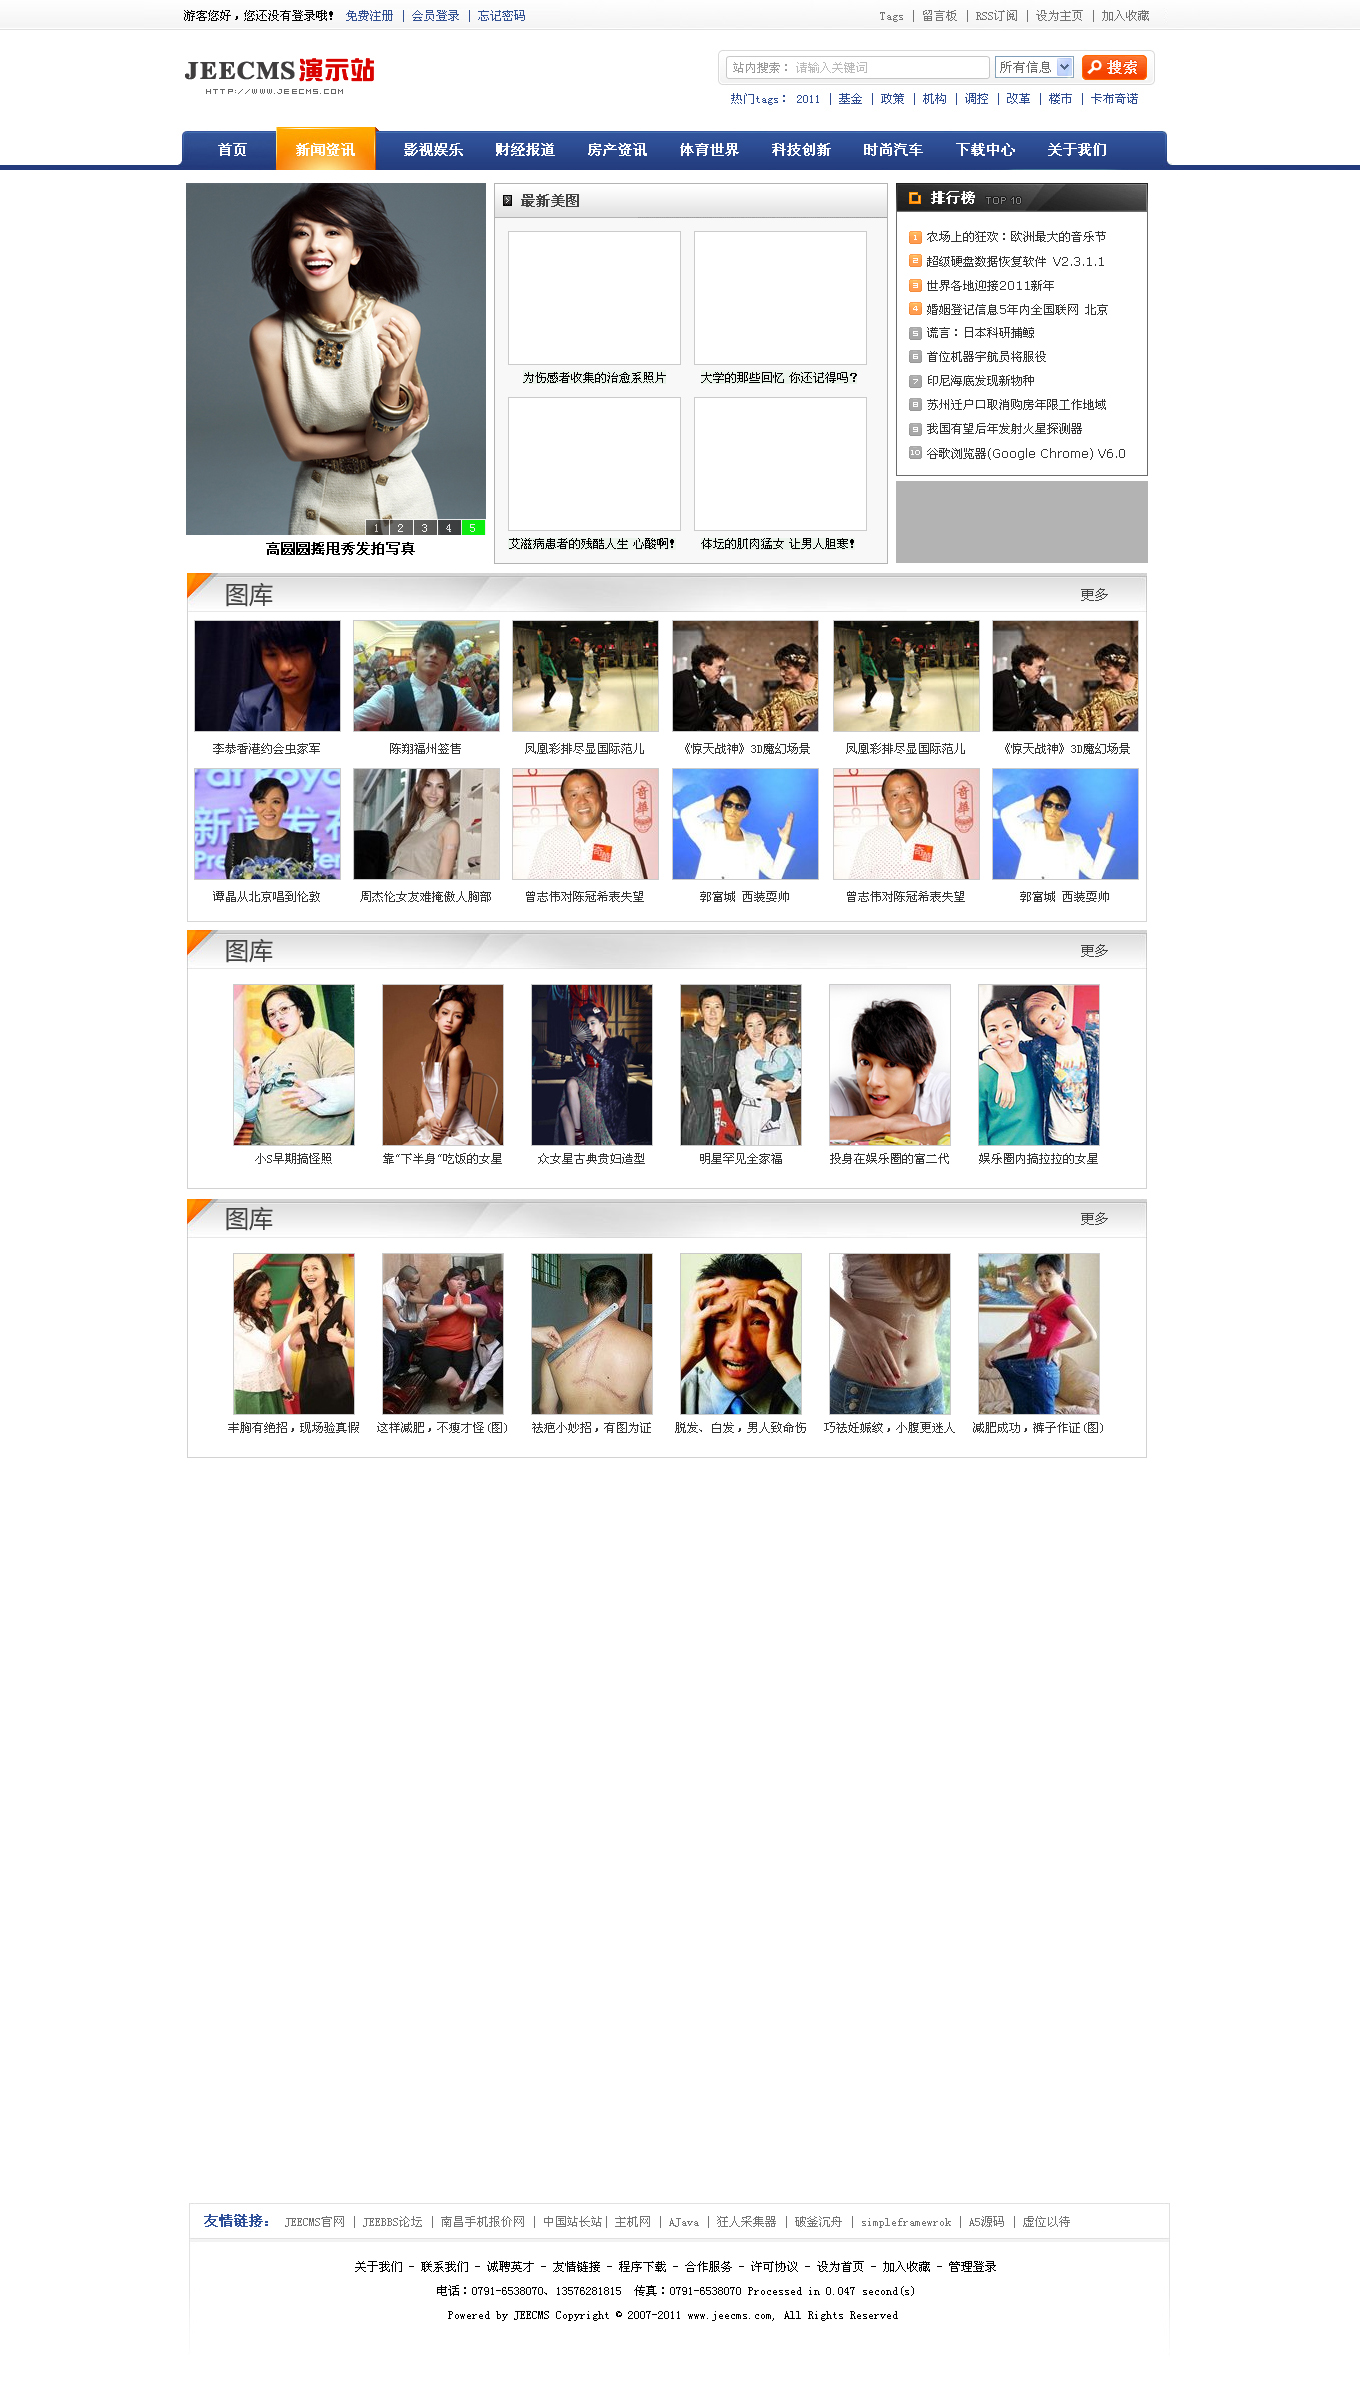 游客您好，您还没有登录哦! 免费注册 | 会员登录 | 忘记密码
Tags | 留言板 | RSS订阅 | 设为主页 | 加入收藏
JEECMS演示站
HTTP://WWW.JEECMS.COM
站内搜索： 请输入关键词 所有信息 搜索
热门tags： 2011 | 基金 | 政策 | 机构 | 调控 | 改革 | 楼市 | 卡布奇诺
首页 新闻资讯 影视娱乐 财经报道 房产资讯 体育世界 科技创新 时尚汽车 下载中心 关于我们
1 2 3 4 5
高圆圆摇甩秀发拍写真
最新美图
为伤感者收集的治愈系照片 大学的那些回忆 你还记得吗？
艾滋病患者的残酷人生 心酸啊! 体坛的肌肉猛女 让男人胆寒!
排行榜 TOP 10
1 农场上的狂欢：欧洲最大的音乐节
2 超级硬盘数据恢复软件 V2.3.1.1
3 世界各地迎接2011新年
4 婚姻登记信息5年内全国联网 北京
5 谎言：日本科研捕鲸
6 首位机器宇航员将服役
7 印尼海底发现新物种
8 苏州迁户口取消购房年限工作地域
9 我国有望后年发射火星探测器
10 谷歌浏览器(Google Chrome) V6.0
图库 更多
李恭香港约会虫家军 陈翔福州签售 凤凰彩排尽显国际范儿 《惊天战神》3D魔幻场景 凤凰彩排尽显国际范儿 《惊天战神》3D魔幻场景
新闻发布
奇華
奇華
谭晶从北京唱到伦敦 周杰伦女友难掩傲人胸部 曾志伟对陈冠希表失望 郭富城 西装耍帅 曾志伟对陈冠希表失望 郭富城 西装耍帅
图库 更多
小S早期搞怪照 靠"下半身"吃饭的女星 众女星古典贵妇造型 明星罕见全家福 投身在娱乐圈的富二代 娱乐圈内搞拉拉的女星
图库 更多
丰胸有绝招，现场验真假 这样减肥，不瘦才怪(图) 祛疤小妙招，有图为证 脱发、白发，男人致命伤 巧祛妊娠纹，小腹更迷人 减肥成功，裤子作证(图)
友情链接： JEECMS官网 | JEEBBS论坛 | 南昌手机报价网 | 中国站长站 | 主机网 | AJava | 狂人采集器 | 破釜沉舟 | simpleframewrok | A5源码 | 虚位以待
关于我们 - 联系我们 - 诚聘英才 - 友情链接 - 程序下载 - 合作服务 - 许可协议 - 设为首页 - 加入收藏 - 管理登录
电话：0791-6538070、13576281815 传真：0791-6538070 Processed in 0.047 second(s)
Powered by JEECMS Copyright © 2007-2011 www.jeecms.com, All Rights Reserved